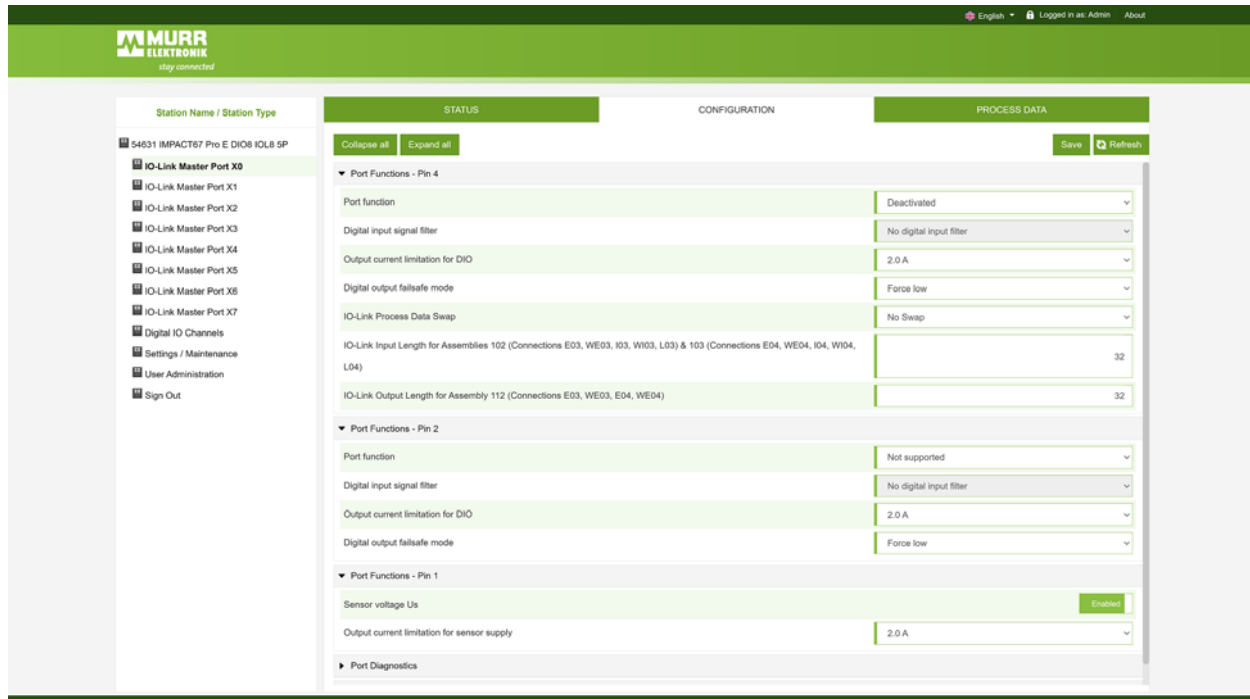 English
Logged in as: Admin
About
MURR
ELEKTRONIK
stay connected
Station Name / Station Type
54631 IMPACT67 Pro E DIO8 IOL8 5P
IO-Link Master Port X0
IO-Link Master Port X1
IO-Link Master Port X2
IO-Link Master Port X3
IO-Link Master Port X4
IO-Link Master Port X5
IO-Link Master Port X6
IO-Link Master Port X7
Digital IO Channels
Settings / Maintenance
User Administration
Sign Out
STATUS
CONFIGURATION
PROCESS DATA
Collapse all
Expand all
Save
Refresh
Port Functions - Pin 4
Port function
Deactivated
Digital input signal filter
No digital input filter
Output current limitation for DIO
2.0 A
Digital output failsafe mode
Force low
IO-Link Process Data Swap
No Swap
IO-Link Input Length for Assemblies 102 (Connections E03, WE03, I03, WI03, L03) & 103 (Connections E04, WE04, I04, WI04,
L04)
32
IO-Link Output Length for Assembly 112 (Connections E03, WE03, E04, WE04)
32
Port Functions - Pin 2
Port function
Not supported
Digital input signal filter
No digital input filter
Output current limitation for DIO
2.0 A
Digital output failsafe mode
Force low
Port Functions - Pin 1
Sensor voltage Us
Enabled
Output current limitation for sensor supply
2.0 A
Port Diagnostics